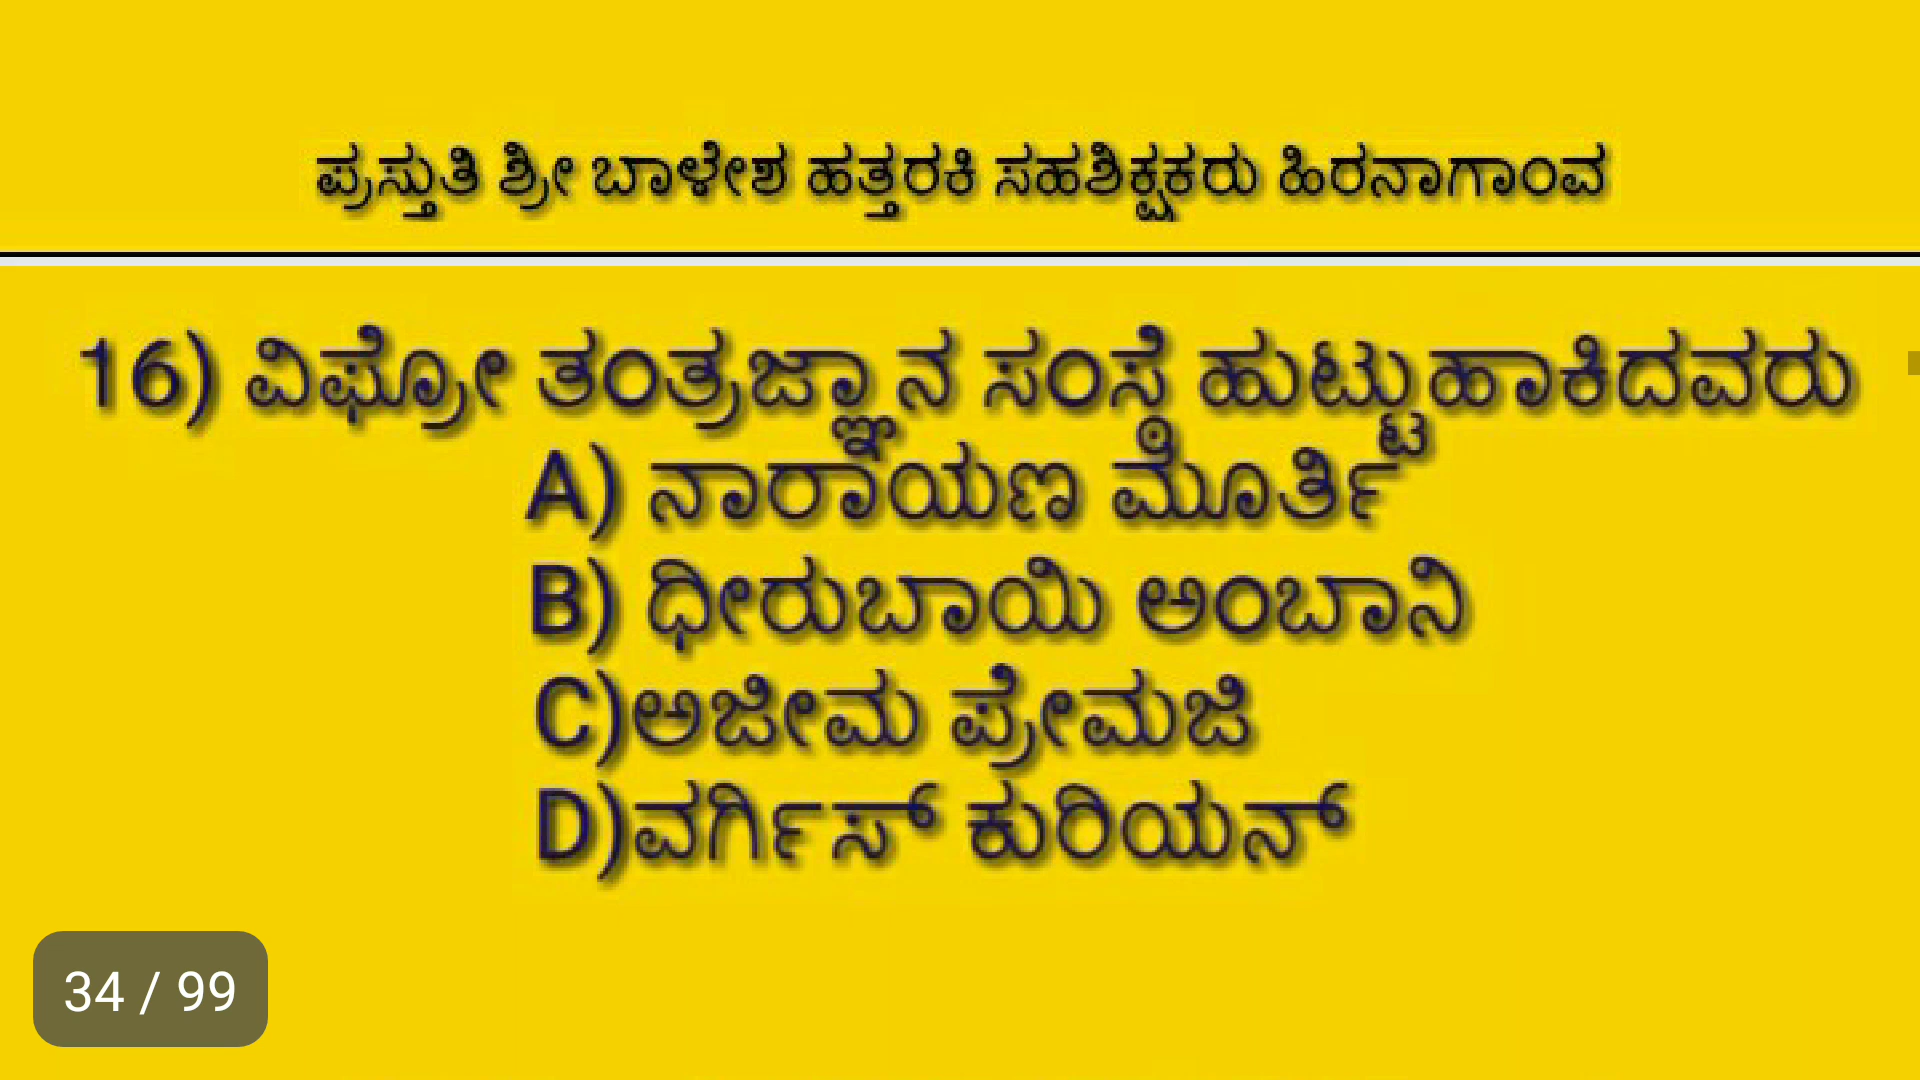 ಪ್ರಸ್ತುತಿ ಶ್ರೀ ಬಾಳೇಶ ಹತ್ತರಕಿ ಸಹಶಿಕ್ಷಕರು ಹಿರನಾಗಾಂವ
16) ವಿಫ್ರೋ ತಂತ್ರಜ್ಞಾನ ಸಂಸ್ಥೆ ಹುಟ್ಟುಹಾಕಿದವರು
A) ನಾರಾಯಣ ಮೂರ್ತಿ
B) ಧೀರುಬಾಯಿ ಅಂಬಾನಿ
C)ಅಜೀಮ ಪ್ರೇಮಜಿ
D)ವರ್ಗಿಸ್ ಕುರಿಯನ್
34 / 99